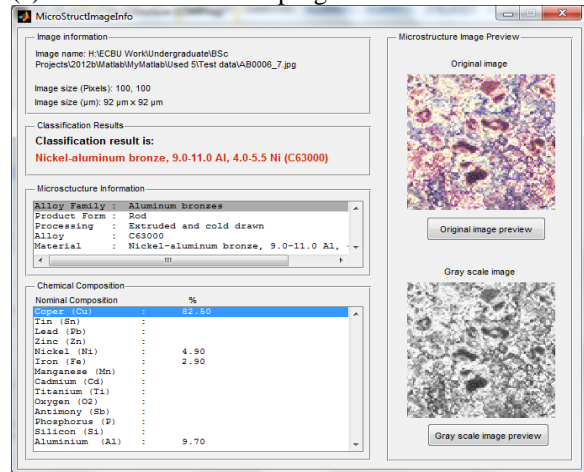 MicroStructImageInfo
Image information
Image name: H:\ECBU Work\Undergraduate\BSc
Projects\2012b\Matlab\MyMatlab\Used 5\Test data\AB0006_7.jpg
Image size (Pixels): 100, 100
Image size (µm): 92 µm x 92 µm
Classification Results
Classification result is:
Nickel-aluminum bronze, 9.0-11.0 Al, 4.0-5.5 Ni (C63000)
Microsctucture Information
Alloy Family : Aluminum bronzes
Product Form : Rod
Processing : Extruded and cold drawn
Alloy : C63000
Material : Nickel-aluminum bronze, 9.0-11.0 Al,
Chemical Composition
Nominal Composition %
Coper (Cu) : 82.50
Tin (Sn) :
Lead (Pb) :
Zinc (Zn) :
Nickel (Ni) : 4.90
Iron (Fe) : 2.90
Manganese (Mn) :
Cadmium (Cd) :
Titanium (Ti) :
Oxygen (O2) :
Antimony (Sb) :
Phosphorus (P) :
Silicon (Si) :
Aluminium (Al) : 9.70
Microstructure Image Preview
Original image
Original image preview
Gray scale image
Gray scale image preview